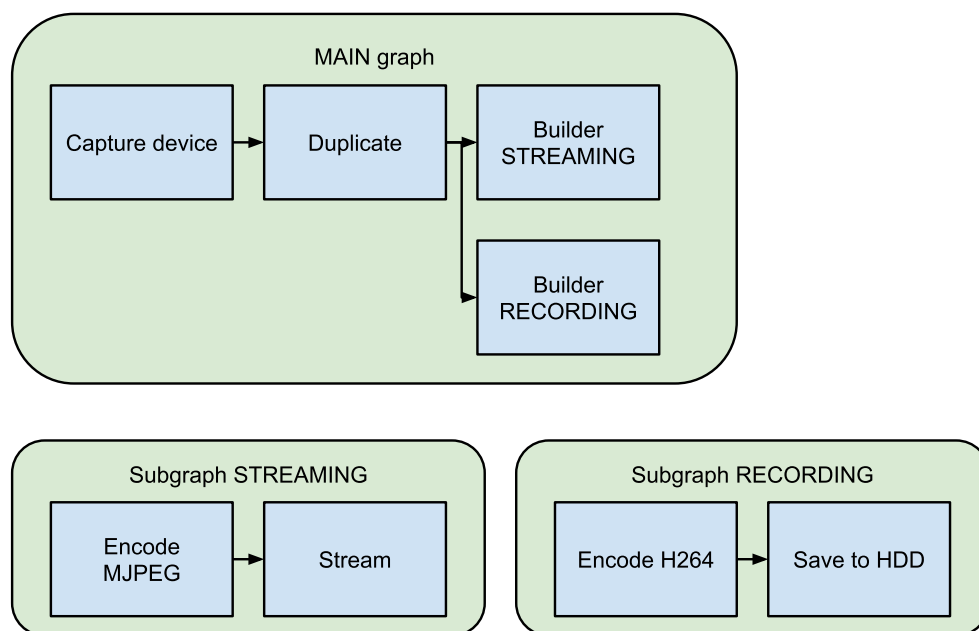 MAIN graph
Capture device
Duplicate
Builder
STREAMING
Builder
RECORDING
Subgraph STREAMING
Encode
MJPEG
Stream
Subgraph RECORDING
Encode H264
Save to HDD